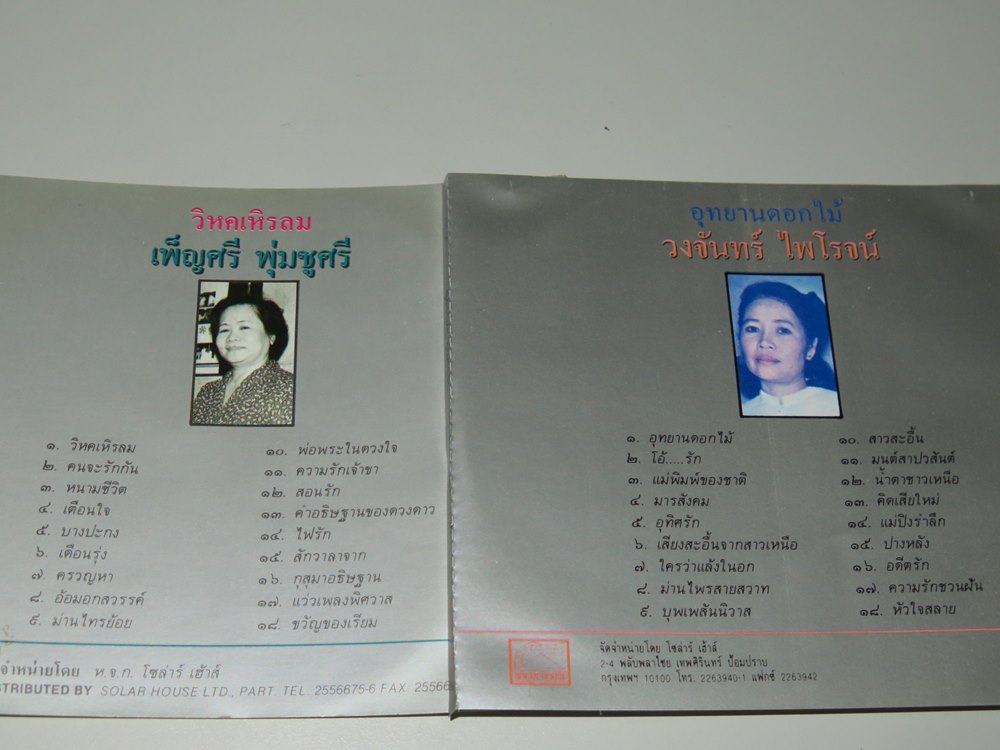 วิหคเหิรลม
เพ็ญศรี พุ่มชูศรี
๑. วิหคเหิรลม
๒. คนจะรักกัน
๓. หนามชีวิต
๔. เตือนใจ
๕. บางปะกง
๖. เดือนรุ่ง
๗. ครวญหา
๘. อ้อมอกสวรรค์
๙. ม่านไทรย้อย
๑๐. พ่อพระในดวงใจ
๑๑. ความรักเจ้าขา
๑๒. สอนรัก
๑๓. คำอธิษฐานของดวงดาว
๑๔. ไฟรัก
๑๕. สักวาลาจาก
๑๖. กุสุมาอธิษฐาน
๑๗. แว่วเพลงพิศวาส
๑๘. ขวัญของเรียม
จำหน่ายโดย ห.จ.ก. โซล่าร์ เฮ้าส์
STRIBUTED BY SOLAR HOUSE LTD., PART. TEL. 2556675-6 FAX. 25566
อุทยานดอกไม้
วงจันทร์ ไพโรจน์
๑. อุทยานดอกไม้
๒. โอ้.....รัก
๓. แม่พิมพ์ของชาติ
๔. มารสังคม
๕. อุทิศรัก
๖. เสียงสะอื้นจากสาวเหนือ
๗. ใครว่าแล้งในอก
๘. ม่านไพรสายสวาท
๙. บุพเพสันนิวาส
๑๐. สาวสะอื้น
๑๑. มนต์สาปวสันต์
๑๒. น้ำตาชาวเหนือ
๑๓. คิดเสียใหม่
๑๔. แม่ปิงรำลึก
๑๕. ปางหลัง
๑๖. อดีตรัก
๑๗. ความรักชวนฝัน
๑๘. หัวใจสลาย
จัดจำหน่ายโดย โซล่าร์ เฮ้าส์
2-4 พลับพลาไชย เทพศิรินทร์ ป้อมปราบ
กรุงเทพฯ 10100 โทร. 2263940-1 แฟกซ์ 2263942